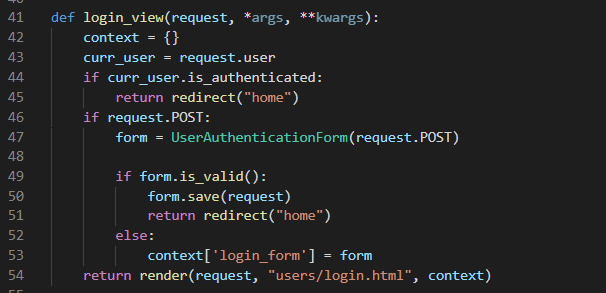 41 def login_view(request, *args, **kwargs):
42     context = {}
43     curr_user = request.user
44     if curr_user.is_authenticated:
45         return redirect("home")
46     if request.POST:
47         form = UserAuthenticationForm(request.POST)
48
49         if form.is_valid():
50             form.save(request)
51             return redirect("home")
52         else:
53             context['login_form'] = form
54     return render(request, "users/login.html", context)